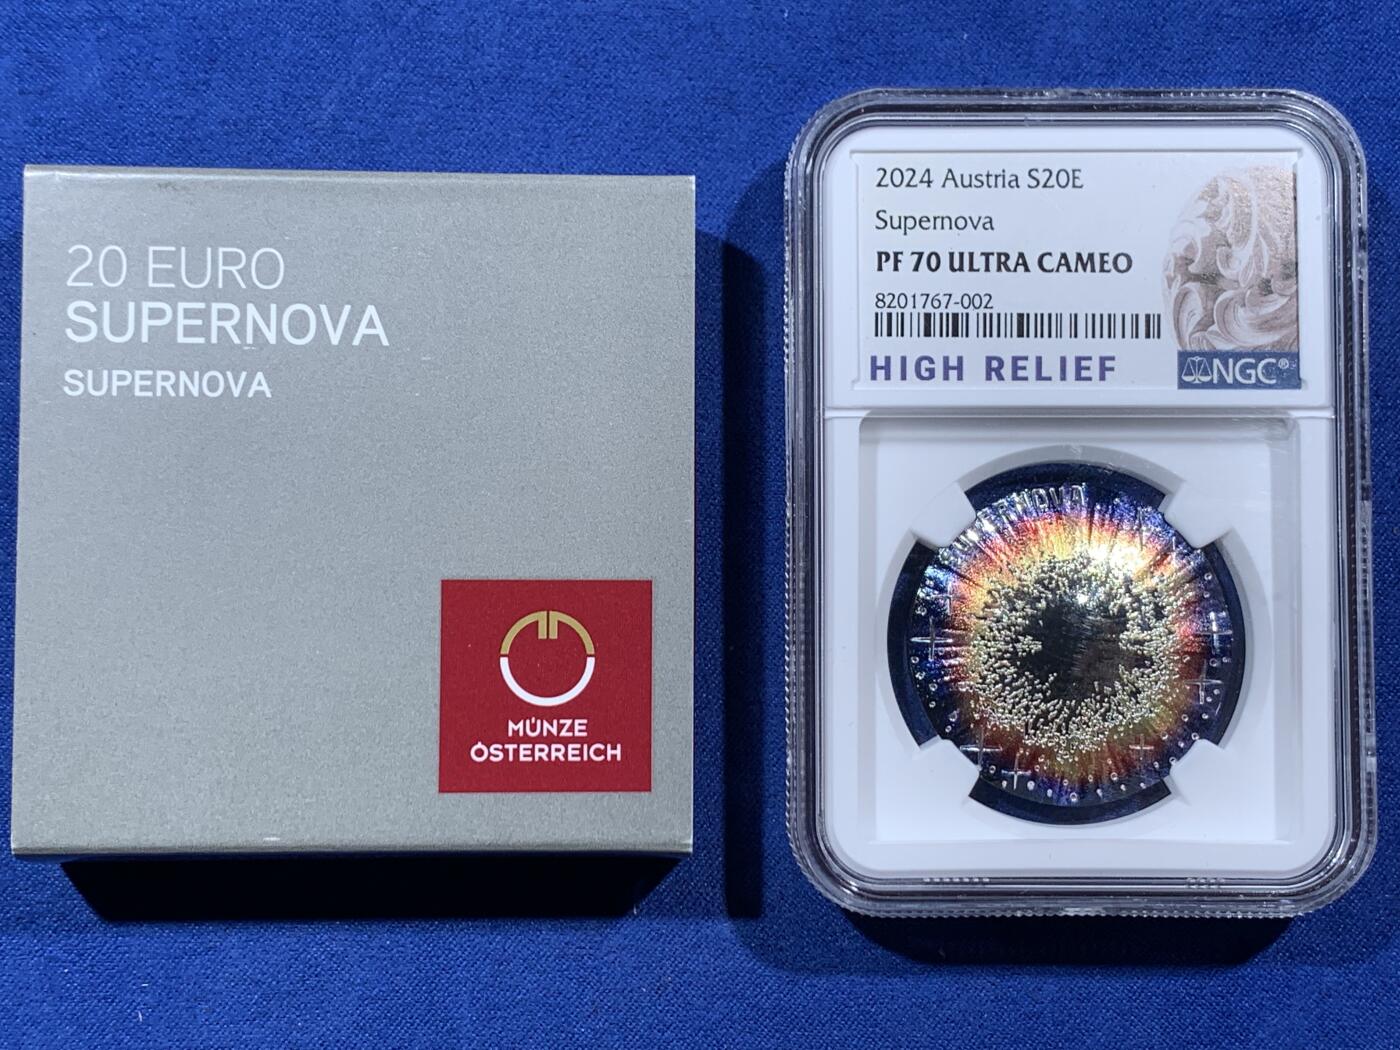 20 EURO
SUPERNOVA
SUPERNOVA
MÜNZE
ÖSTERREICH
2024 Austria S20E
Supernova
PF 70 ULTRA CAMEO
8201767-002
HIGH RELIEF
NGC®